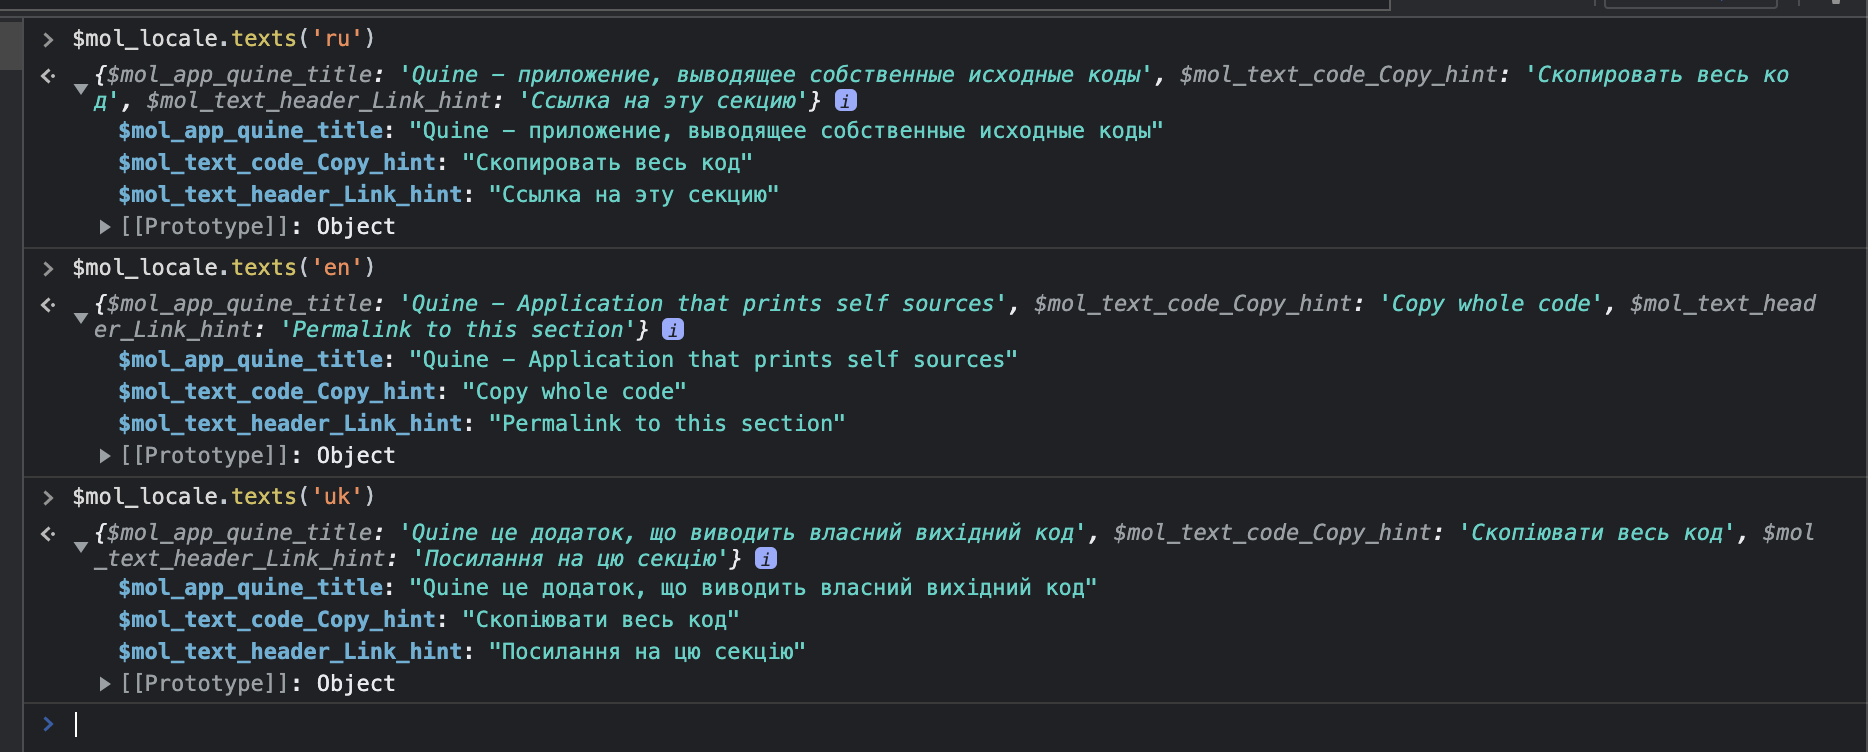 $mol_locale.texts('ru')
{$mol_app_quine_title: 'Quine — приложение, выводящее собственные исходные коды', $mol_text_code_Copy_hint: 'Скопировать весь ко
д', $mol_text_header_Link_hint: 'Ссылка на эту секцию'} i
$mol_app_quine_title: "Quine — приложение, выводящее собственные исходные коды"
$mol_text_code_Copy_hint: "Скопировать весь код"
$mol_text_header_Link_hint: "Ссылка на эту секцию"
[[Prototype]]: Object
$mol_locale.texts('en')
{$mol_app_quine_title: 'Quine — Application that prints self sources', $mol_text_code_Copy_hint: 'Copy whole code', $mol_text_head
er_Link_hint: 'Permalink to this section'} i
$mol_app_quine_title: "Quine — Application that prints self sources"
$mol_text_code_Copy_hint: "Copy whole code"
$mol_text_header_Link_hint: "Permalink to this section"
[[Prototype]]: Object
$mol_locale.texts('uk')
{$mol_app_quine_title: 'Quine це додаток, що виводить власний вихідний код', $mol_text_code_Copy_hint: 'Скопіювати весь код', $mol
_text_header_Link_hint: 'Посилання на цю секцію'} i
$mol_app_quine_title: "Quine це додаток, що виводить власний вихідний код"
$mol_text_code_Copy_hint: "Скопіювати весь код"
$mol_text_header_Link_hint: "Посилання на цю секцію"
[[Prototype]]: Object